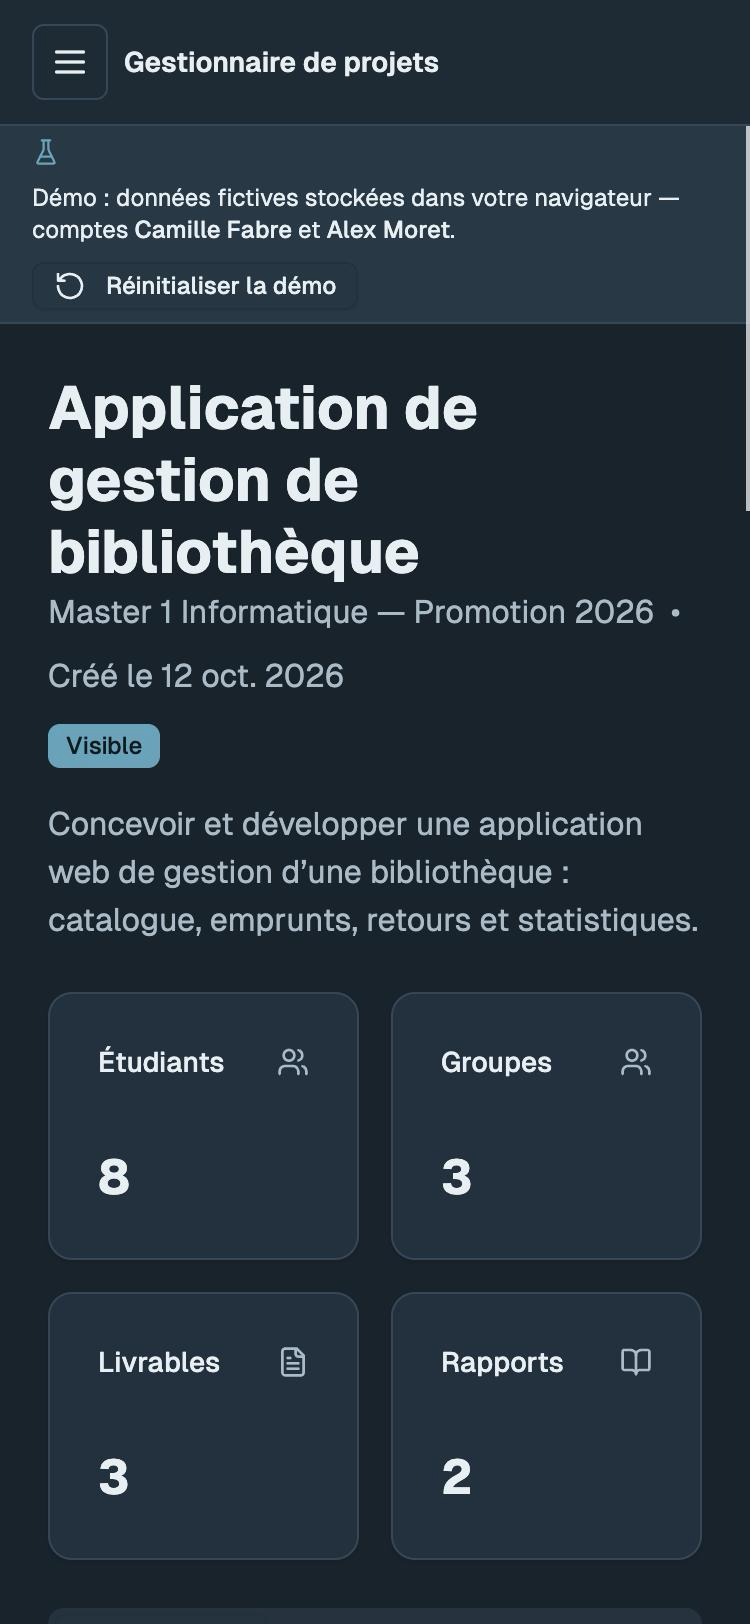 Gestionnaire de projets
Démo : données fictives stockées dans votre navigateur —
comptes Camille Fabre et Alex Moret.
Réinitialiser la démo
Application de
gestion de
bibliothèque
Master 1 Informatique — Promotion 2026 •
Créé le 12 oct. 2026
Visible
Concevoir et développer une application
web de gestion d’une bibliothèque :
catalogue, emprunts, retours et statistiques.
Étudiants
8
Groupes
3
Livrables
3
Rapports
2